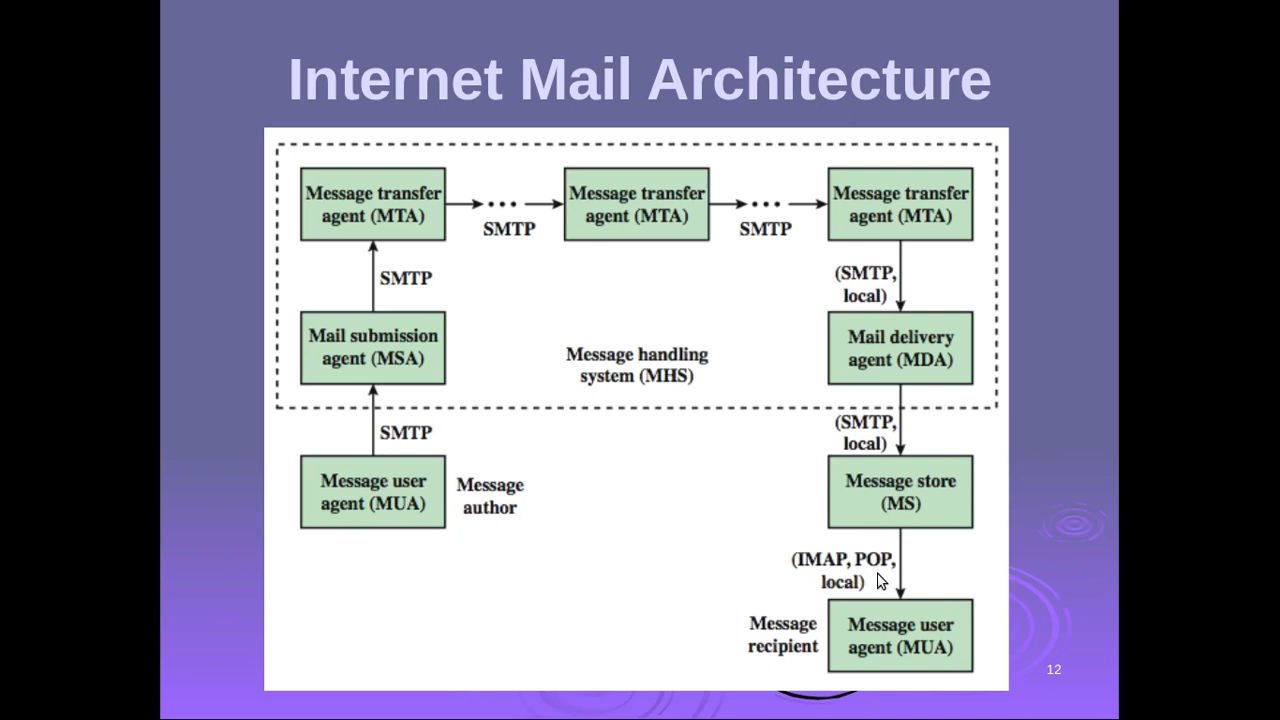 Internet Mail Architecture
Message transfer
agent (MTA)
SMTP
Message transfer
agent (MTA)
SMTP
Message transfer
agent (MTA)
SMTP
(SMTP,
local)
Mail submission
agent (MSA)
Message handling
system (MHS)
Mail delivery
agent (MDA)
SMTP
(SMTP,
local)
Message user
agent (MUA)
Message
author
Message store
(MS)
(IMAP, POP,
local)
Message
recipient
Message user
agent (MUA)
12